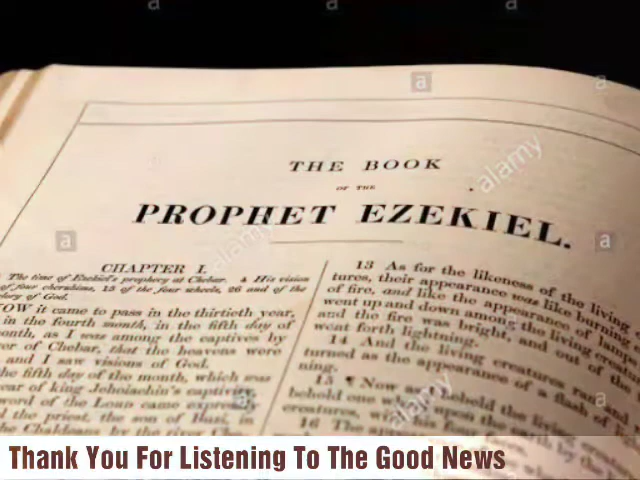 THE BOOK
OF THE
PROPHET EZEKIEL.
CHAPTER I.
The time of Ezekiel's prophecy at Chebar. 4 His vision
of four cherubims, 15 of the four wheels, 26 and of the
glory of God.
NOW it came to pass in the thirtieth year,
in the fourth month, in the fifth day of
month, as I was among the captives by
of Chebar, that the heavens were
and I saw visions of God.
the fifth day of the month, which was
year of king Jehoiachin's captivity
word of the LORD came expressly
the priest, the son of Buzi, in
the Chaldeans by the river
13 As for the likeness of the living
tures, their appearance was like burning
of fire, and like the appearance of lamps
went up and down among the living creatures
and the fire was bright, and out of the
went forth lightning.
14 And the living creatures ran and
turned as the appearance of a flash of
ning.
15 ¶ Now as I beheld the living
behold one wheel upon the earth by the
creatures, with his four faces.
16 The appearance
alamy
alamy
alamy
alamy
Thank You For Listening To The Good News